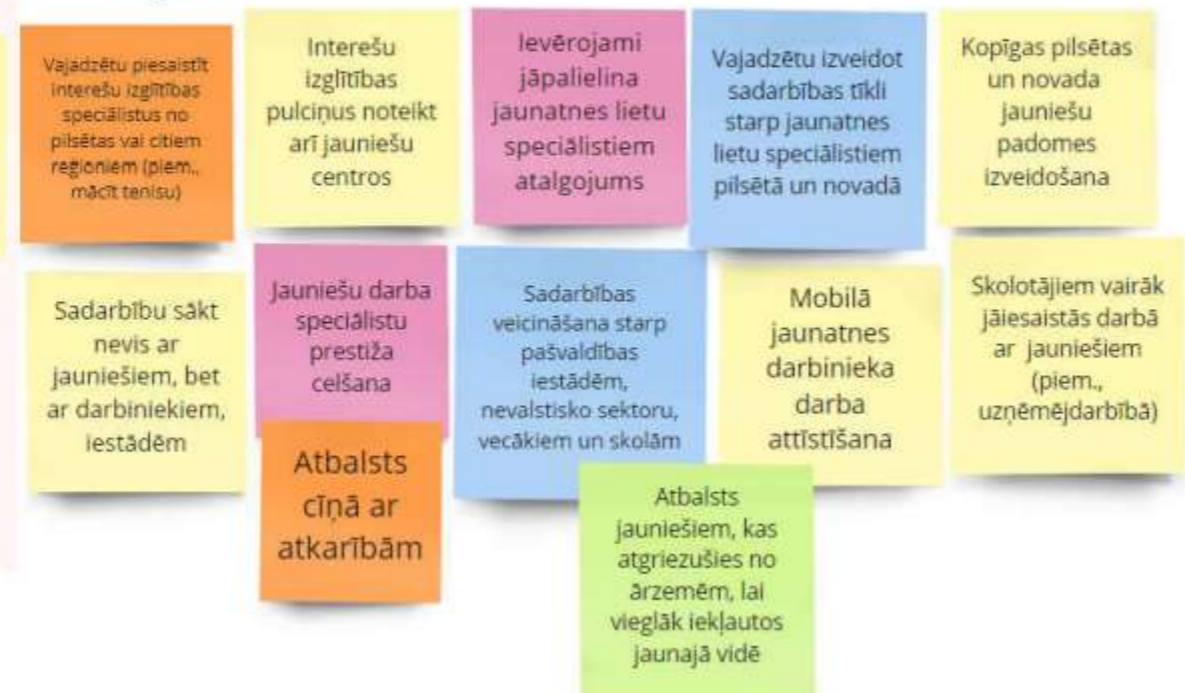 Vajadzētu piesaistīt
interešu izglītības
speciālistus no
pilsētas vai citiem
reģioniem (piem.,
mācīt tenisu)
Interešu
izglītības
pulciņus noteikt
arī jauniešu
centros
Ievērojami
jāpalielina
jaunatnes lietu
speciālistiem
atalgojums
Vajadzētu izveidot
sadarbības tīkli
starp jaunatnes
lietu speciālistiem
pilsētā un novadā
Kopīgas pilsētas
un novada
jauniešu
padomes
izveidošana
Sadarbību sākt
nevis ar
jauniešiem, bet
ar darbiniekiem,
iestādēm
Jauniešu darba
speciālistu
prestiža
celšana
Sadarbības
veicināšana starp
pašvaldības
iestādēm,
nevalstisko sektoru,
vecākiem un skolām
Mobilā
jaunatnes
darbinieka
darba
attīstīšana
Skolotājiem vairāk
jāiesaistās darbā
ar jauniešiem
(piem.,
uzņēmējdarbībā)
Atbalsts
cīņā ar
atkarībām
Atbalsts
jauniešiem, kas
atgriezušies no
ārzemēm, lai
vieglāk iekļautos
jaunajā vidē